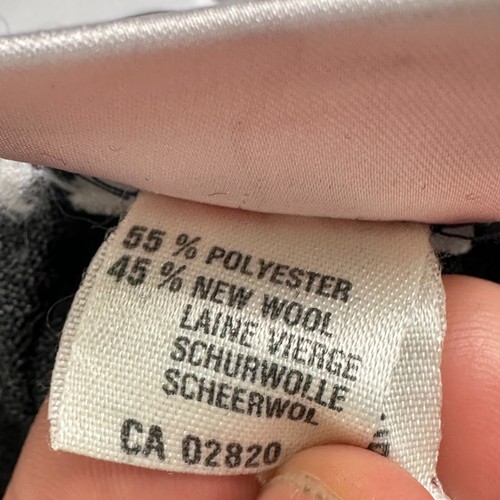 55 % POLYESTER
45 % NEW WOOL
LAINE VIERGE
SCHURWOLLE
SCHEERWOL
CA 02820